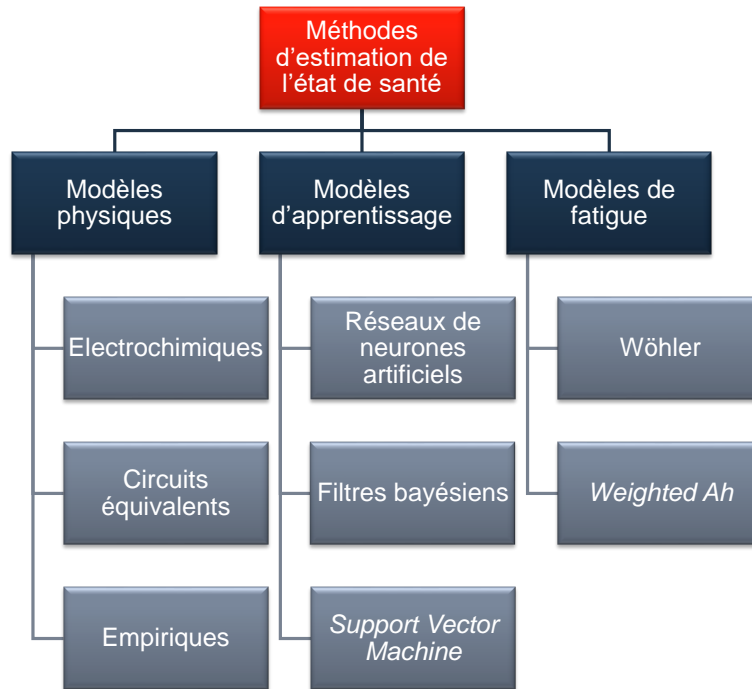 Méthodes
d'estimation de
l'état de santé
Modèles
physiques
Modèles
d'apprentissage
Modèles de
fatigue
Electrochimiques
Réseaux de
neurones
artificiels
Wöhler
Circuits
équivalents
Filtres bayésiens
Weighted Ah
Empiriques
Support Vector
Machine